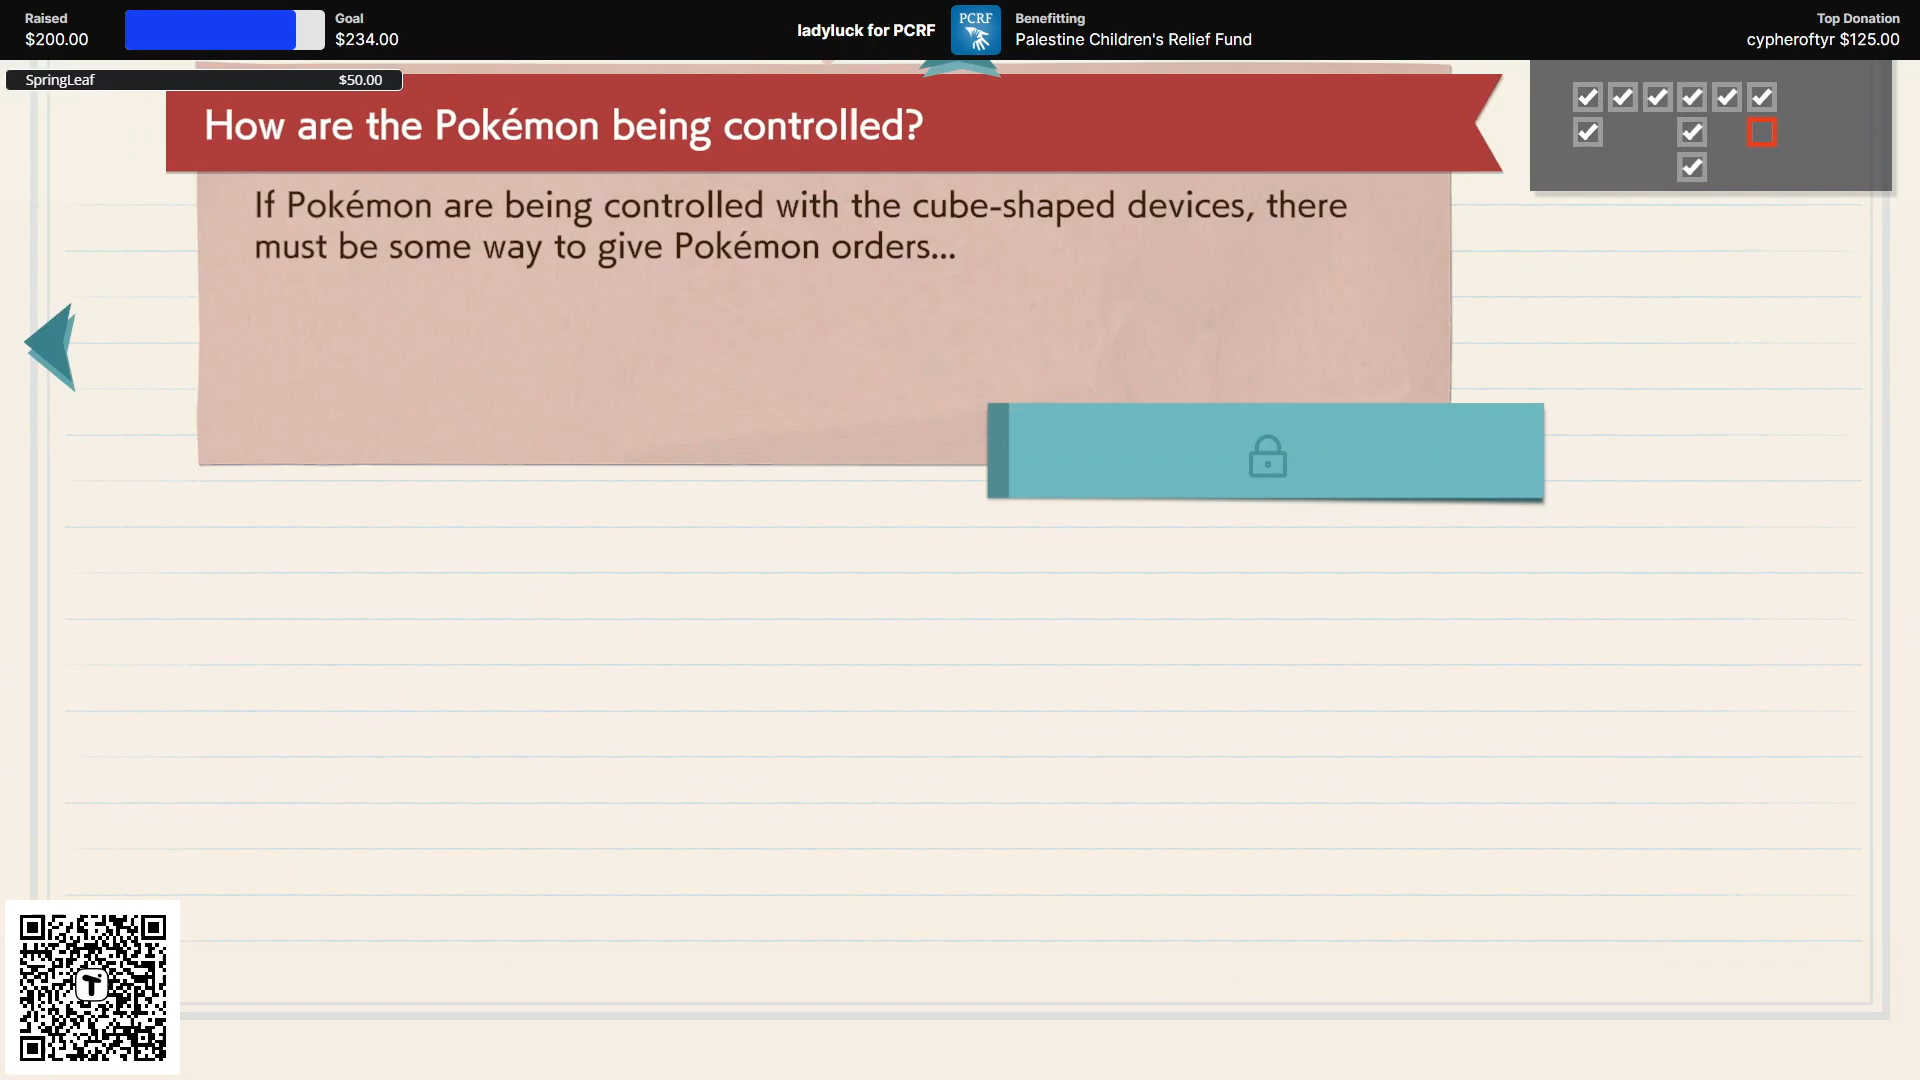 Raised
$200.00
Goal
$234.00
ladyluck for PCRF
PCRF
Benefitting
Palestine Children's Relief Fund
Top Donation
cypheroftyr $125.00
SpringLeaf $50.00
How are the Pokémon being controlled?
If Pokémon are being controlled with the cube-shaped devices, there
must be some way to give Pokémon orders...